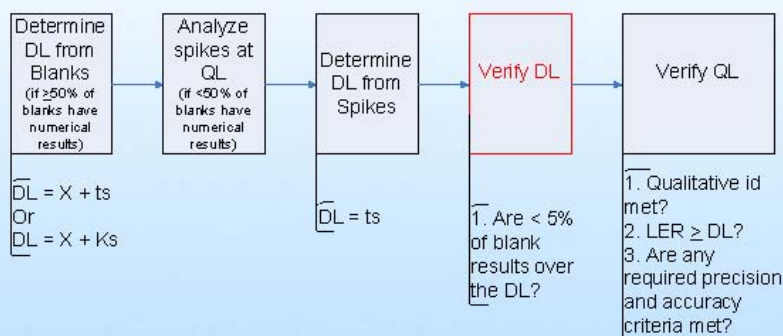 Determine
DL from
Blanks
(if ≥50% of
blanks have
numerical
results)
Analyze
spikes at
QL
(if <50% of
blanks have
numerical
results)
Determine
DL from
Spikes
Verify DL
Verify QL
DL = X + ts
Or
DL = X + Ks
DL = ts
1. Are < 5%
of blank
results over
the DL?
1. Qualitative id
met?
2. LER ≥ DL?
3. Are any
required precision
and accuracy
criteria met?